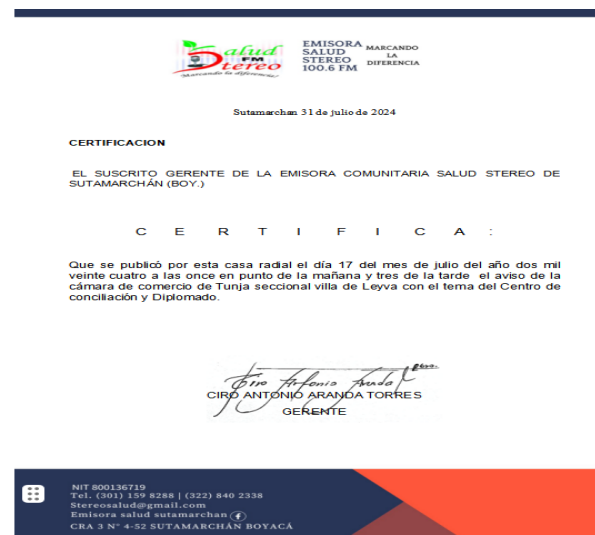 Salud
FM
Stereo
Marcando la diferencia!
EMISORA
SALUD
STEREO
100.6 FM
MARCANDO
LA
DIFERENCIA
Sutamarchan 31 de julio de 2024
CERTIFICACION
EL SUSCRITO GERENTE DE LA EMISORA COMUNITARIA SALUD STEREO DE
SUTAMARCHÁN (BOY.)
C E R T I F I C A :
Que se publicó por esta casa radial el día 17 del mes de julio del año dos mil
veinte cuatro a las once en punto de la mañana y tres de la tarde el aviso de la
cámara de comercio de Tunja seccional villa de Leyva con el tema del Centro de
conciliación y Diplomado.
CIRO ANTONIO ARANDA TORRES
GERENTE
NIT 800136719
Tel. (301) 159 8288 | (322) 840 2338
Stereosalud@gmail.com
Emisora salud sutamarchan
CRA 3 N° 4-52 SUTAMARCHÁN BOYACÁ